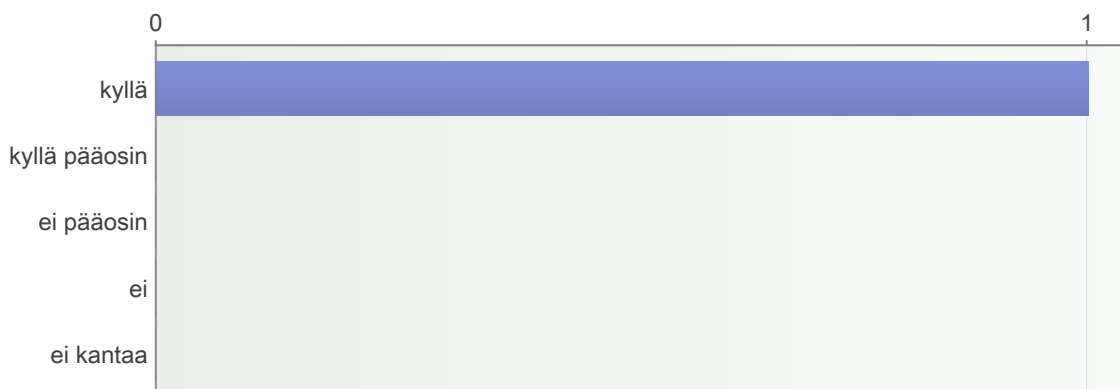 0 1
kyllä
kyllä pääosin
ei pääosin
ei
ei kantaa